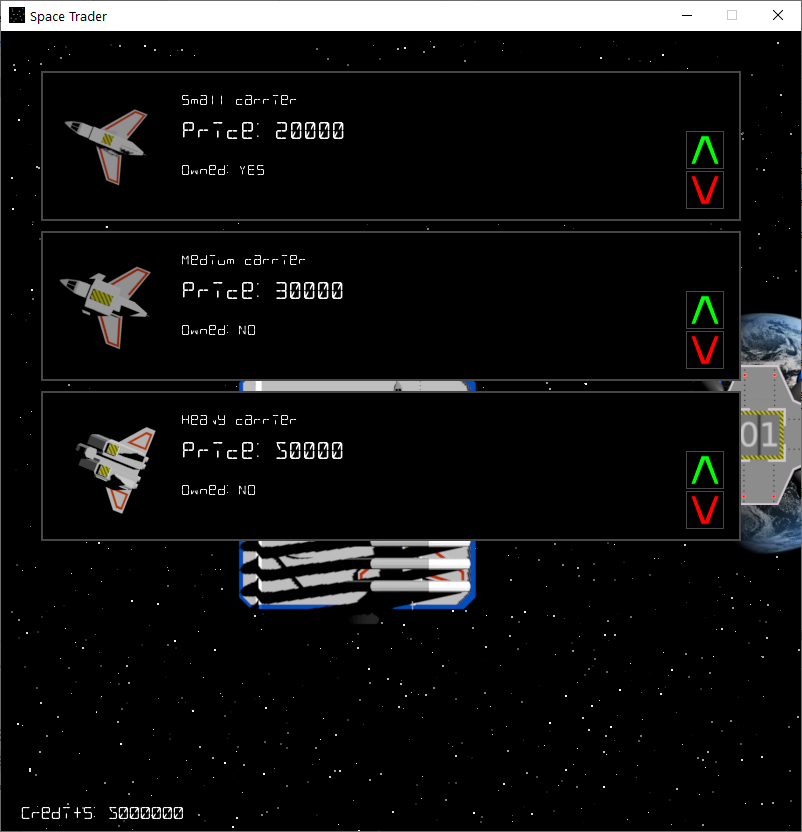 Space Trader
Small carrier
Price: 20000
Owned: YES
Medium carrier
Price: 30000
Owned: NO
Heavy carrier
Price: 50000
Owned: NO
01
Credits: 5000000